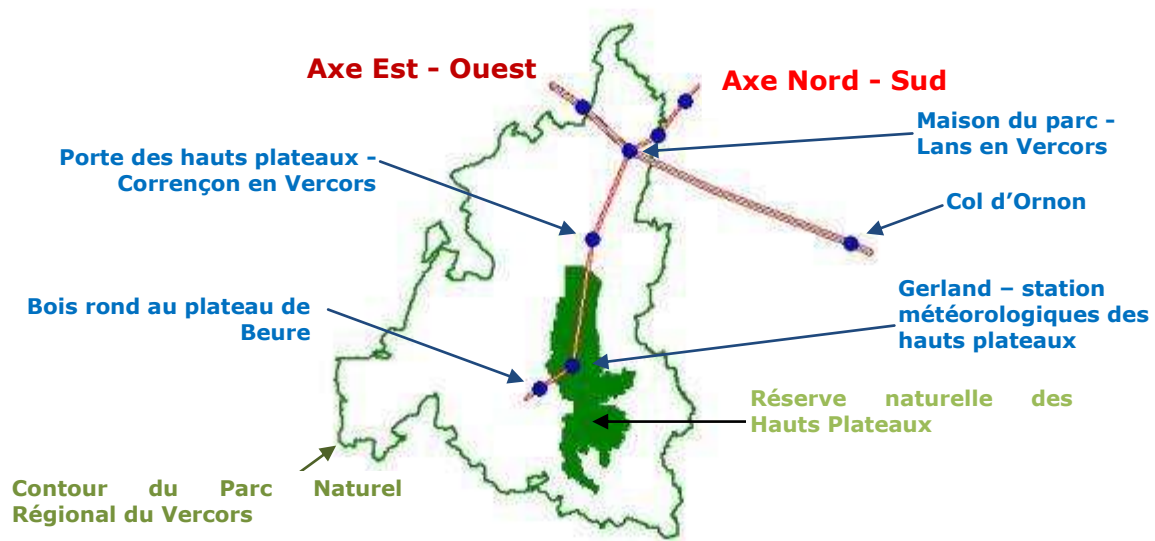 Axe Est - Ouest
Axe Nord - Sud
Maison du parc -
Lans en Vercors
Porte des hauts plateaux -
Corrençon en Vercors
Col d’Ornon
Gerland – station
météorologiques des
hauts plateaux
Bois rond au plateau de
Beure
Réserve naturelle des
Hauts Plateaux
Contour du Parc Naturel
Régional du Vercors